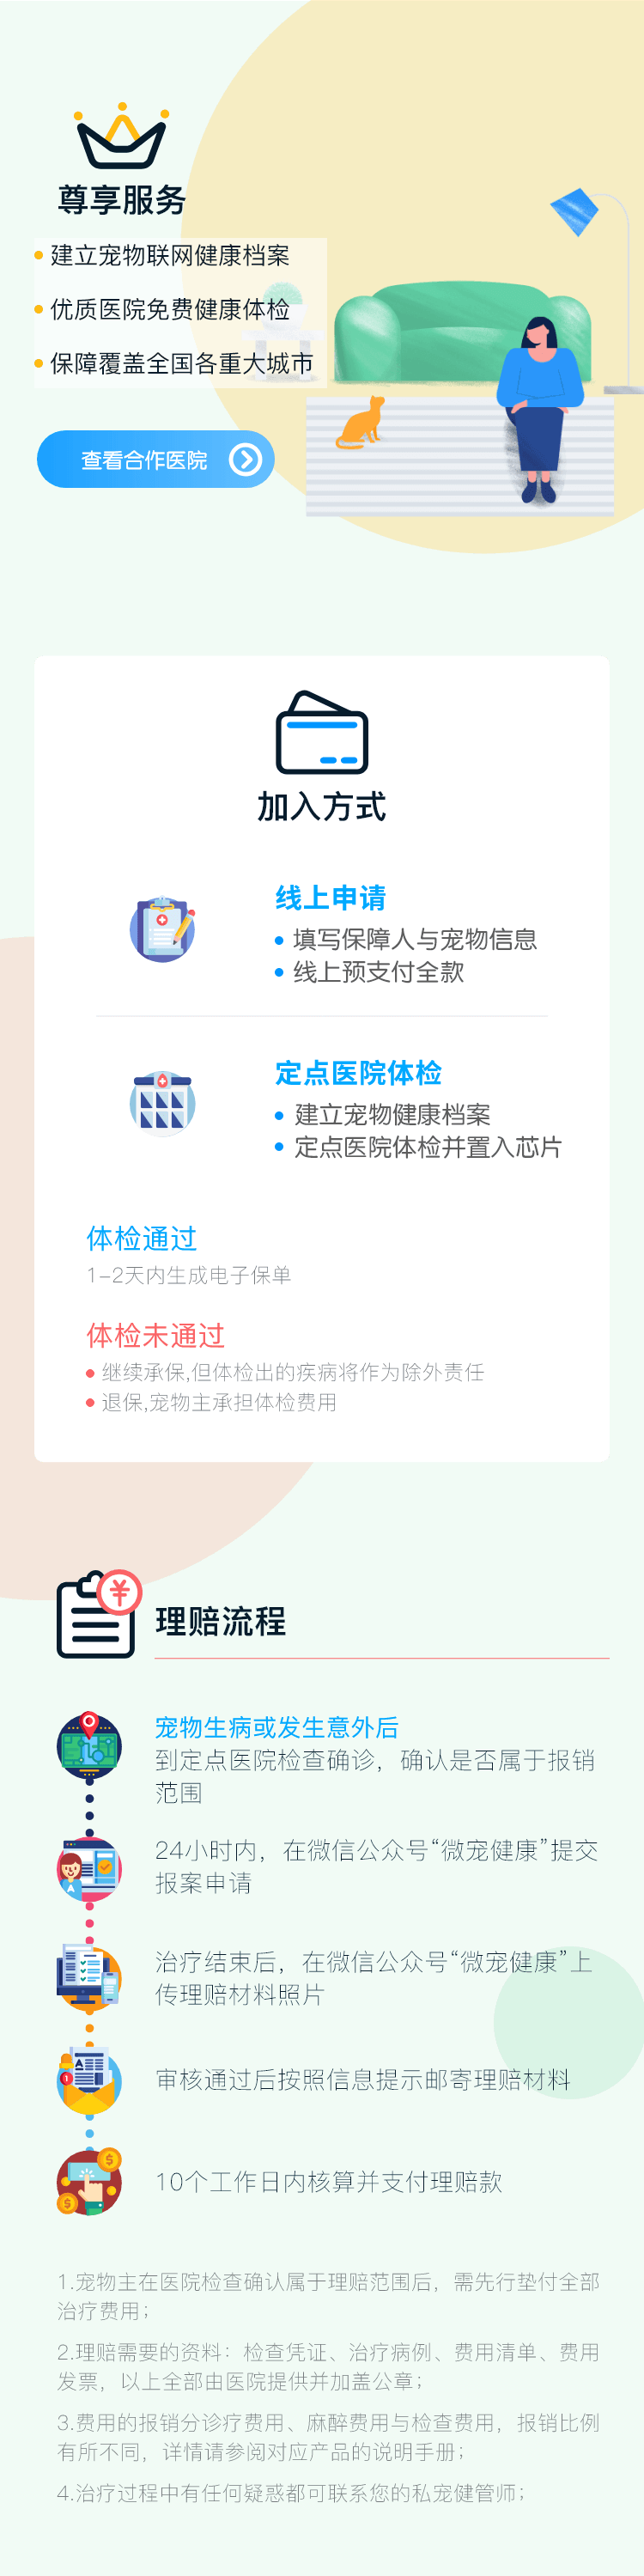 尊享服务
建立宠物联网健康档案
优质医院免费健康体检
保障覆盖全国各重大城市
查看合作医院
加入方式
线上申请
填写保障人与宠物信息
线上预支付全款
定点医院体检
建立宠物健康档案
定点医院体检并置入芯片
体检通过
1-2天内生成电子保单
体检未通过
继续承保,但体检出的疾病将作为除外责任
退保,宠物主承担体检费用
理赔流程
宠物生病或发生意外后
到定点医院检查确诊，确认是否属于报销
范围
24小时内，在微信公众号“微宠健康”提交
报案申请
治疗结束后，在微信公众号“微宠健康”上
传理赔材料照片
审核通过后按照信息提示邮寄理赔材料
10个工作日内核算并支付理赔款
1.宠物主在医院检查确认属于理赔范围后，需先行垫付全部
治疗费用；
2.理赔需要的资料：检查凭证、治疗病例、费用清单、费用
发票，以上全部由医院提供并加盖公章；
3.费用的报销分诊疗费用、麻醉费用与检查费用，报销比例
有所不同，详情请参阅对应产品的说明手册；
4.治疗过程中有任何疑惑都可联系您的私宠健管师；